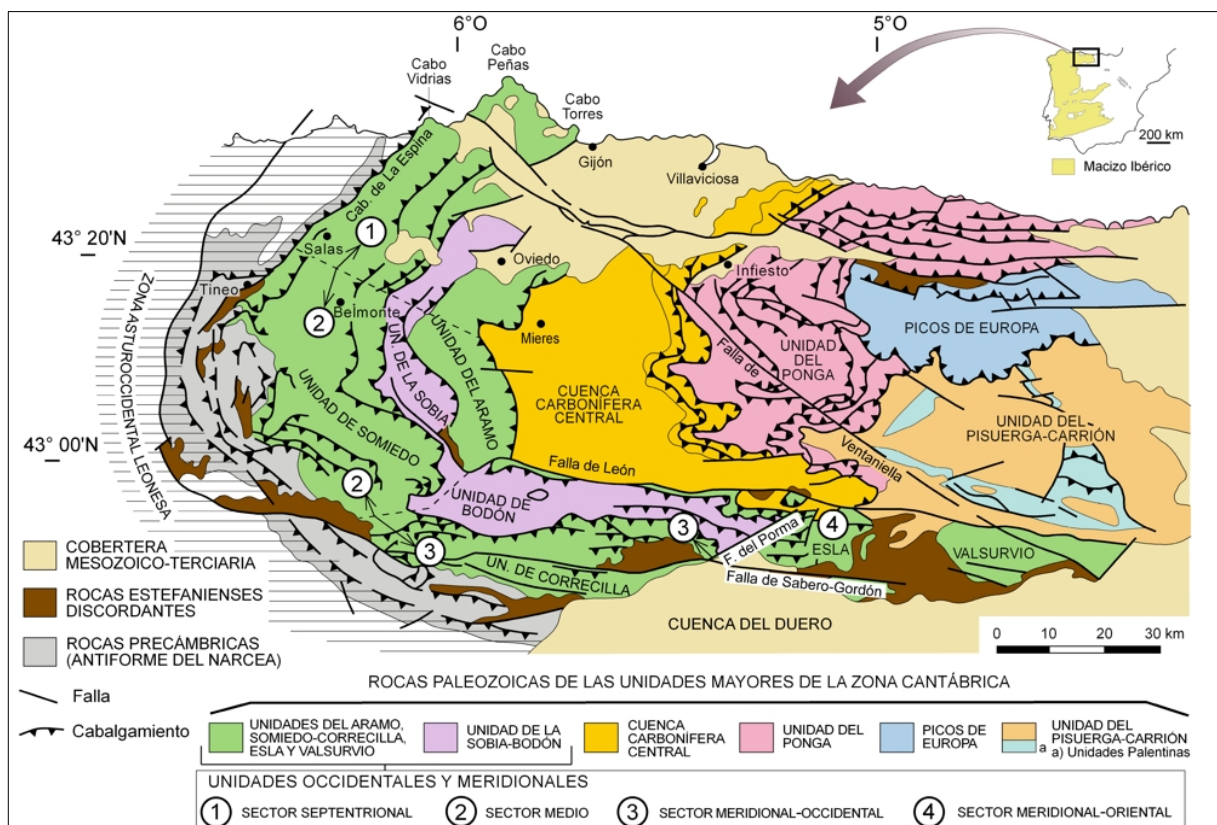 6°O
5°O
Cabo
Vidrias
Cabo
Peñas
Cabo
Torres
Gijón
Villaviciosa
200 km
Macizo Ibérico
43° 20'N
43° 00'N
Cab. de La Espina
1
Salas
Oviedo
Infiesto
Tineo
2
Belmonte
Mieres
ZONA ASTUROCCIDENTAL LEONESA
UN. DE LA SOBIA
UNIDAD DEL ARAMO
UNIDAD DE SOMIEDO
CUENCA
CARBONÍFERA
CENTRAL
Falla de
Ventaniella
UNIDAD
DEL
PONGA
PICOS DE EUROPA
UNIDAD DEL
PISUERGA-CARRIÓN
Falla de León
2
UNIDAD DE
BODÓN
3
3
4
F. del Porma
ESLA
VALSURVIO
UN. DE CORRECILLA
Falla de Sabero-Gordón
CUENCA DEL DUERO
0 10 20 30 km
COBERTERA
MESOZOICO-TERCIARIA
ROCAS ESTEFANIENSES
DISCORDANTES
ROCAS PRECÁMBRICAS
(ANTIFORME DEL NARCEA)
Falla
Cabalgamiento
ROCAS PALEOZOICAS DE LAS UNIDADES MAYORES DE LA ZONA CANTÁBRICA
UNIDADES DEL ARAMO,
SOMIEDO-CORRECILLA,
ESLA Y VALSURVIO
UNIDAD DE LA
SOBIA-BODÓN
CUENCA
CARBONÍFERA
CENTRAL
UNIDAD DEL
PONGA
PICOS DE
EUROPA
UNIDAD DEL
PISUERGA-CARRIÓN
a a) Unidades Palentinas
UNIDADES OCCIDENTALES Y MERIDIONALES
1 SECTOR SEPTENTRIONAL
2 SECTOR MEDIO
3 SECTOR MERIDIONAL-OCCIDENTAL
4 SECTOR MERIDIONAL-ORIENTAL